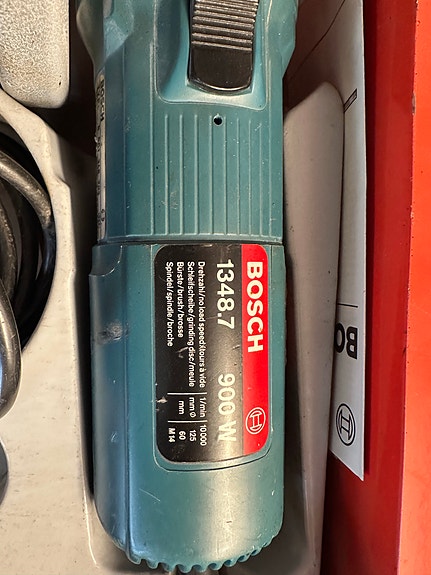 BOSCH
1348.7 900 W
Drehzahl/no load speed/tours à vide 1/min 10000
Schleifscheibe/grinding disc/meule mm Ø 125
Bürste/brush/brosse mm 60
Spindel/spindle/broche M14
BO